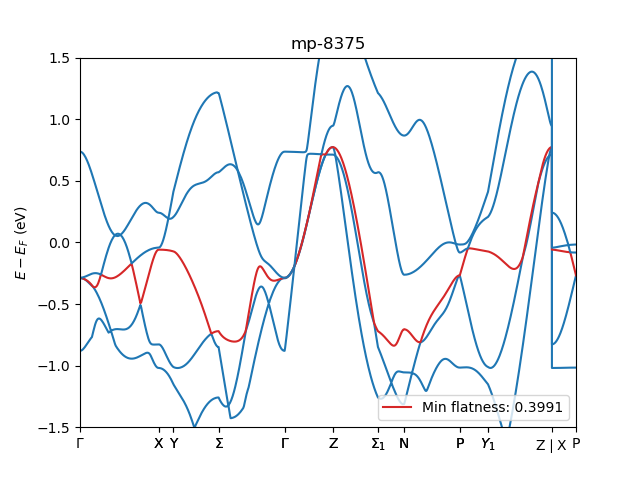 mp-8375
E − E_F (eV)
1.5
1.0
0.5
0.0
−0.5
−1.0
−1.5
Min flatness: 0.3991
Γ X Y Σ Γ Z Σ₁ N P Y₁ Z | X P